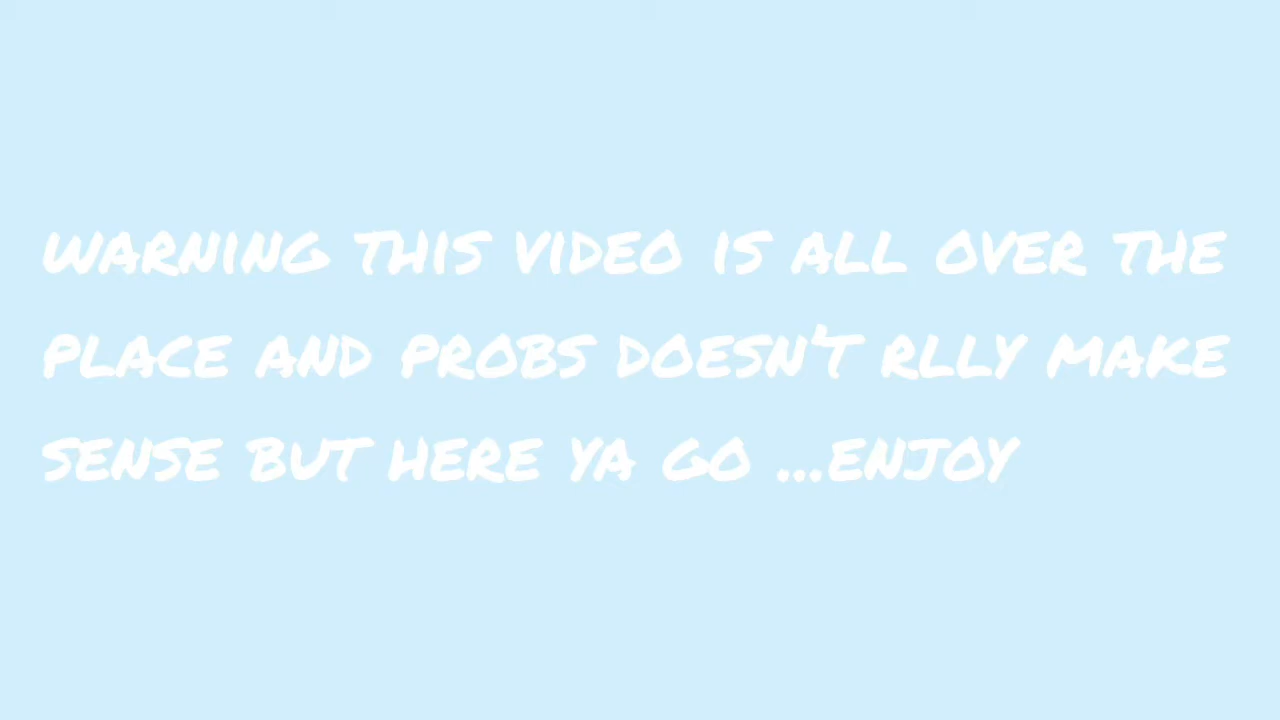 WARNING THIS VIDEO IS ALL OVER THE
PLACE AND PROBS DOESN'T RLLY MAKE
SENSE BUT HERE YA GO ...ENJOY